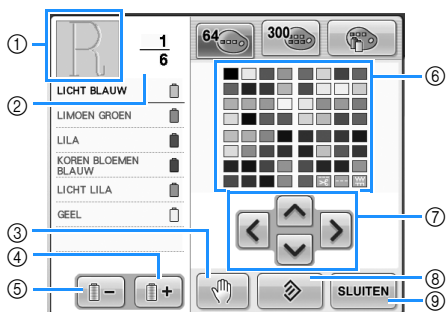 ①
R
1
6
②
64
300
LICHT BLAUW
LIMOEN GROEN
LILA
KOREN BLOEMEN
BLAUW
LICHT LILA
GEEL
⑥
③
④
⑤
⑦
⑧
SLUITEN
⑨